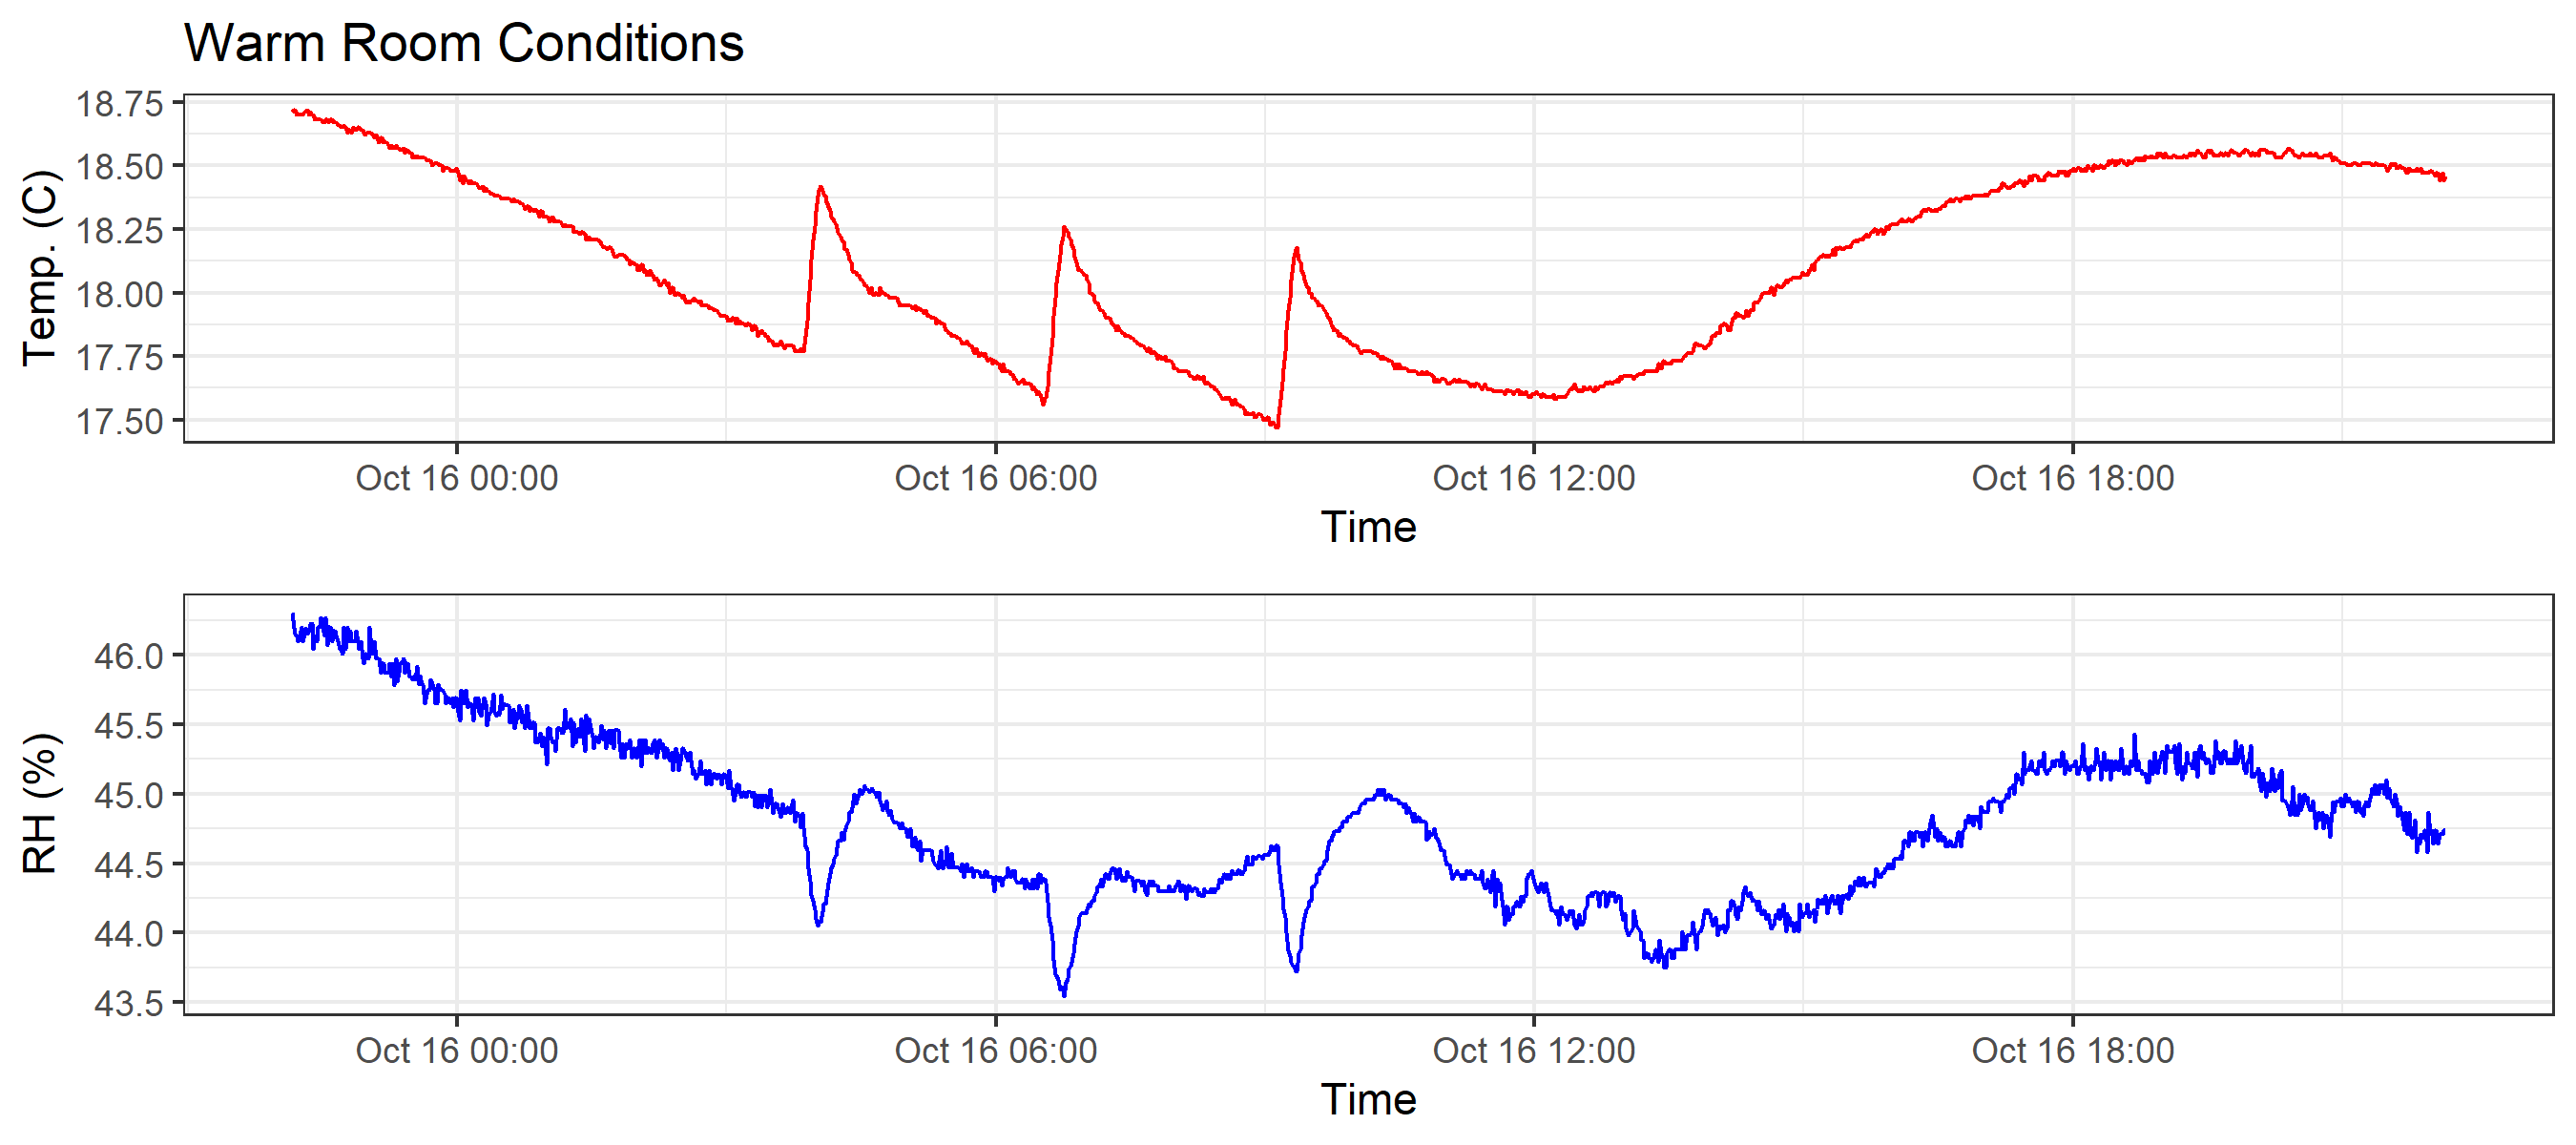 Warm Room Conditions
Temp. (C)
18.75
18.50
18.25
18.00
17.75
17.50
Oct 16 00:00 Oct 16 06:00 Oct 16 12:00 Oct 16 18:00
Time
RH (%)
46.0
45.5
45.0
44.5
44.0
43.5
Oct 16 00:00 Oct 16 06:00 Oct 16 12:00 Oct 16 18:00
Time